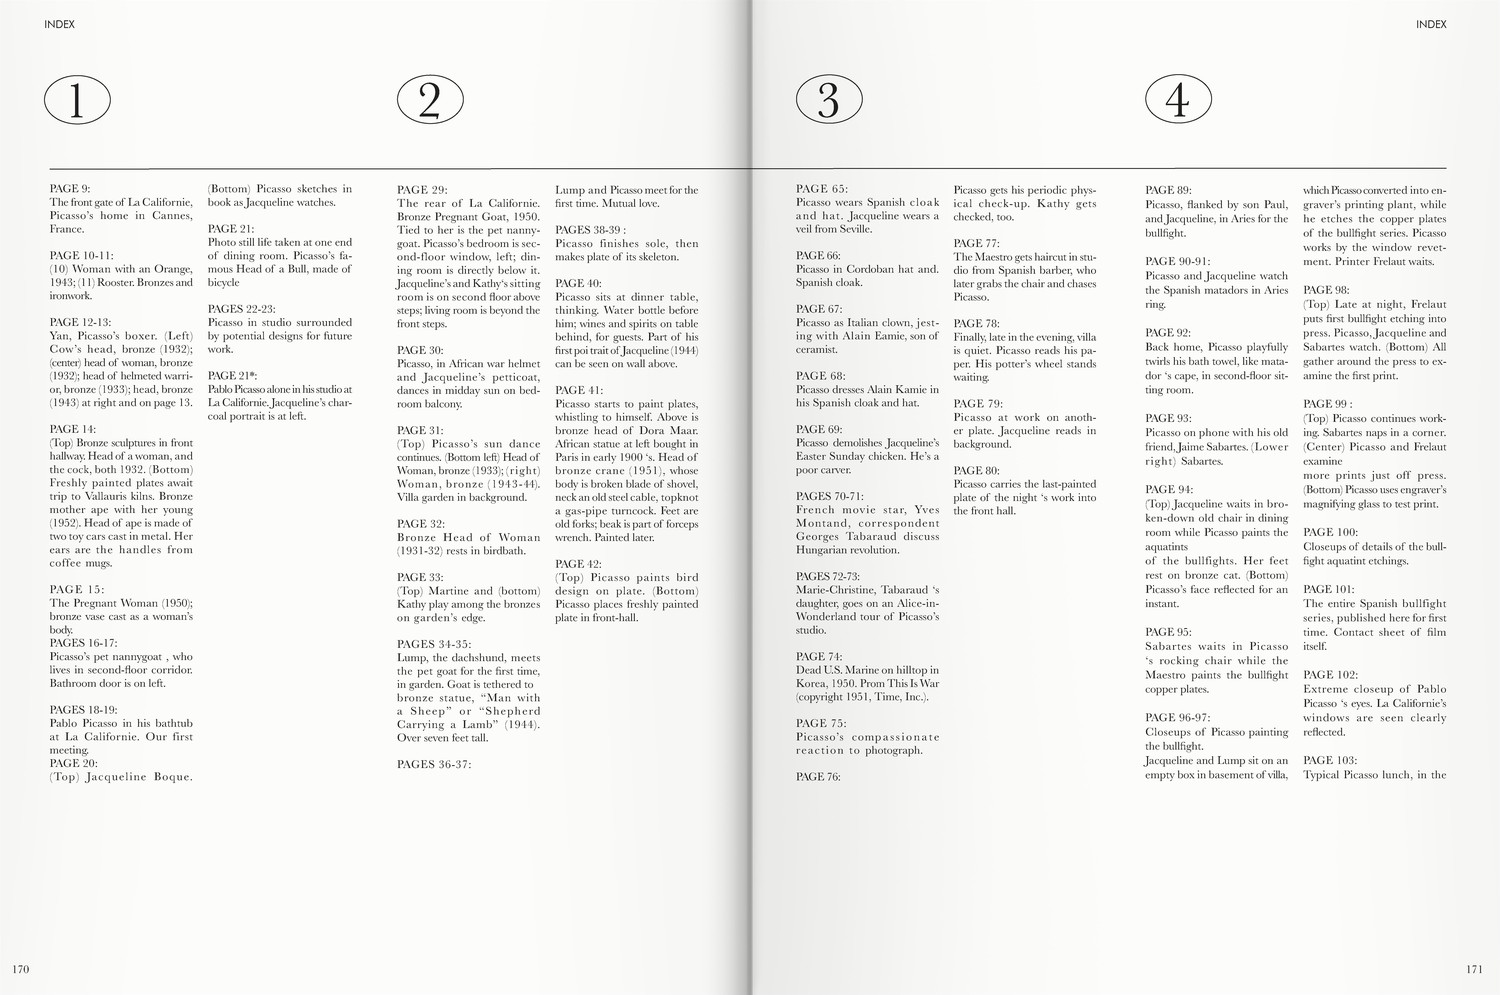 INDEX
1
PAGE 9:
The front gate of La Californie,
Picasso's home in Cannes,
France.
PAGE 10-11:
(10) Woman with an Orange,
1943; (11) Rooster. Bronzes and
ironwork.
PAGE 12-13:
Yan, Picasso's boxer. (Left)
Cow's head, bronze (1932);
(center) head of woman, bronze
(1932); head of helmeted warri-
or, bronze (1933); head, bronze
(1943) at right and on page 13.
PAGE 14:
(Top) Bronze sculptures in front
hallway. Head of a woman, and
the cock, both 1932. (Bottom)
Freshly painted plates await
trip to Vallauris kilns. Bronze
mother ape with her young
(1952). Head of ape is made of
two toy cars cast in metal. Her
ears are the handles from
coffee mugs.
PAGE 15:
The Pregnant Woman (1950);
bronze vase cast as a woman's
body.
PAGES 16-17:
Picasso's pet nannygoat , who
lives in second-floor corridor.
Bathroom door is on left.
PAGES 18-19:
Pablo Picasso in his bathtub
at La Californie. Our first
meeting.
PAGE 20:
(Top) Jacqueline Boque.
(Bottom) Picasso sketches in
book as Jacqueline watches.
PAGE 21:
Photo still life taken at one end
of dining room. Picasso's fa-
mous Head of a Bull, made of
bicycle
PAGES 22-23:
Picasso in studio surrounded
by potential designs for future
work.
PAGE 21*:
Pablo Picasso alone in his studio at
La Californie. Jacqueline's char-
coal portrait is at left.
2
PAGE 29:
The rear of La Californie.
Bronze Pregnant Goat, 1950.
Tied to her is the pet nanny-
goat. Picasso's bedroom is sec-
ond-floor window, left; din-
ing room is directly below it.
Jacqueline's and Kathy's sitting
room is on second floor above
steps; living room is beyond the
front steps.
PAGE 30:
Picasso, in African war helmet
and Jacqueline's petticoat,
dances in midday sun on bed-
room balcony.
PAGE 31:
(Top) Picasso's sun dance
continues. (Bottom left) Head of
Woman, bronze (1933); (right)
Woman, bronze (1943-44).
Villa garden in background.
PAGE 32:
Bronze Head of Woman
(1931-32) rests in birdbath.
PAGE 33:
(Top) Martine and (bottom)
Kathy play among the bronzes
on garden's edge.
PAGES 34-35:
Lump, the dachshund, meets
the pet goat for the first time,
in garden. Goat is tethered to
bronze statue, "Man with
a Sheep" or "Shepherd
Carrying a Lamb" (1944).
Over seven feet tall.
PAGES 36-37:
Lump and Picasso meet for the
first time. Mutual love.
PAGES 38-39 :
Picasso finishes sole, then
makes plate of its skeleton.
PAGE 40:
Picasso sits at dinner table,
thinking. Water bottle before
him; wines and spirits on table
behind, for guests. Part of his
first poi trait of Jacqueline (1944)
can be seen on wall above.
PAGE 41:
Picasso starts to paint plates,
whistling to himself. Above is
bronze head of Dora Maar.
African statue at left bought in
Paris in early 1900 's. Head of
bronze crane (1951), whose
body is broken blade of shovel,
neck an old steel cable, topknot
a gas-pipe turncock. Feet are
old forks; beak is part of forceps
wrench. Painted later.
PAGE 42:
(Top) Picasso paints bird
design on plate. (Bottom)
Picasso places freshly painted
plate in front-hall.
170
INDEX
3
PAGE 65:
Picasso wears Spanish cloak
and hat. Jacqueline wears a
veil from Seville.
PAGE 66:
Picasso in Cordoban hat and.
Spanish cloak.
PAGE 67:
Picasso as Italian clown, jest-
ing with Alain Eamie, son of
ceramist.
PAGE 68:
Picasso dresses Alain Kamie in
his Spanish cloak and hat.
PAGE 69:
Picasso demolishes Jacqueline's
Easter Sunday chicken. He's a
poor carver.
PAGES 70-71:
French movie star, Yves
Montand, correspondent
Georges Tabaraud discuss
Hungarian revolution.
PAGES 72-73:
Marie-Christine, Tabaraud 's
daughter, goes on an Alice-in-
Wonderland tour of Picasso's
studio.
PAGE 74:
Dead U.S. Marine on hilltop in
Korea, 1950. Prom This Is War
(copyright 1951, Time, Inc.).
PAGE 75:
Picasso's compassionate
reaction to photograph.
PAGE 76:
Picasso gets his periodic phys-
ical check-up. Kathy gets
checked, too.
PAGE 77:
The Maestro gets haircut in stu-
dio from Spanish barber, who
later grabs the chair and chases
Picasso.
PAGE 78:
Finally, late in the evening, villa
is quiet. Picasso reads his pa-
per. His potter's wheel stands
waiting.
PAGE 79:
Picasso at work on anoth-
er plate. Jacqueline reads in
background.
PAGE 80:
Picasso carries the last-painted
plate of the night 's work into
the front hall.
4
PAGE 89:
Picasso, flanked by son Paul,
and Jacqueline, in Aries for the
bullfight.
PAGE 90-91:
Picasso and Jacqueline watch
the Spanish matadors in Aries
ring.
PAGE 92:
Back home, Picasso playfully
twirls his bath towel, like mata-
dor 's cape, in second-floor sit-
ting room.
PAGE 93:
Picasso on phone with his old
friend, Jaime Sabartes. (Lower
right) Sabartes.
PAGE 94:
(Top) Jacqueline waits in bro-
ken-down old chair in dining
room while Picasso paints the
aquatints
of the bullfights. Her feet
rest on bronze cat. (Bottom)
Picasso's face reflected for an
instant.
PAGE 95:
Sabartes waits in Picasso
's rocking chair while the
Maestro paints the bullfight
copper plates.
PAGE 96-97:
Closeups of Picasso painting
the bullfight.
Jacqueline and Lump sit on an
empty box in basement of villa,
which Picasso converted into en-
graver's printing plant, while
he etches the copper plates
of the bullfight series. Picasso
works by the window revet-
ment. Printer Frelaut waits.
PAGE 98:
(Top) Late at night, Frelaut
puts first bullfight etching into
press. Picasso, Jacqueline and
Sabartes watch. (Bottom) All
gather around the press to ex-
amine the first print.
PAGE 99 :
(Top) Picasso continues work-
ing. Sabartes naps in a corner.
(Center) Picasso and Frelaut
examine
more prints just off press.
(Bottom) Picasso uses engraver's
magnifying glass to test print.
PAGE 100:
Closeups of details of the bull-
fight aquatint etchings.
PAGE 101:
The entire Spanish bullfight
series, published here for first
time. Contact sheet of film
itself.
PAGE 102:
Extreme closeup of Pablo
Picasso 's eyes. La Californie's
windows are seen clearly
reflected.
PAGE 103:
Typical Picasso lunch, in the
171